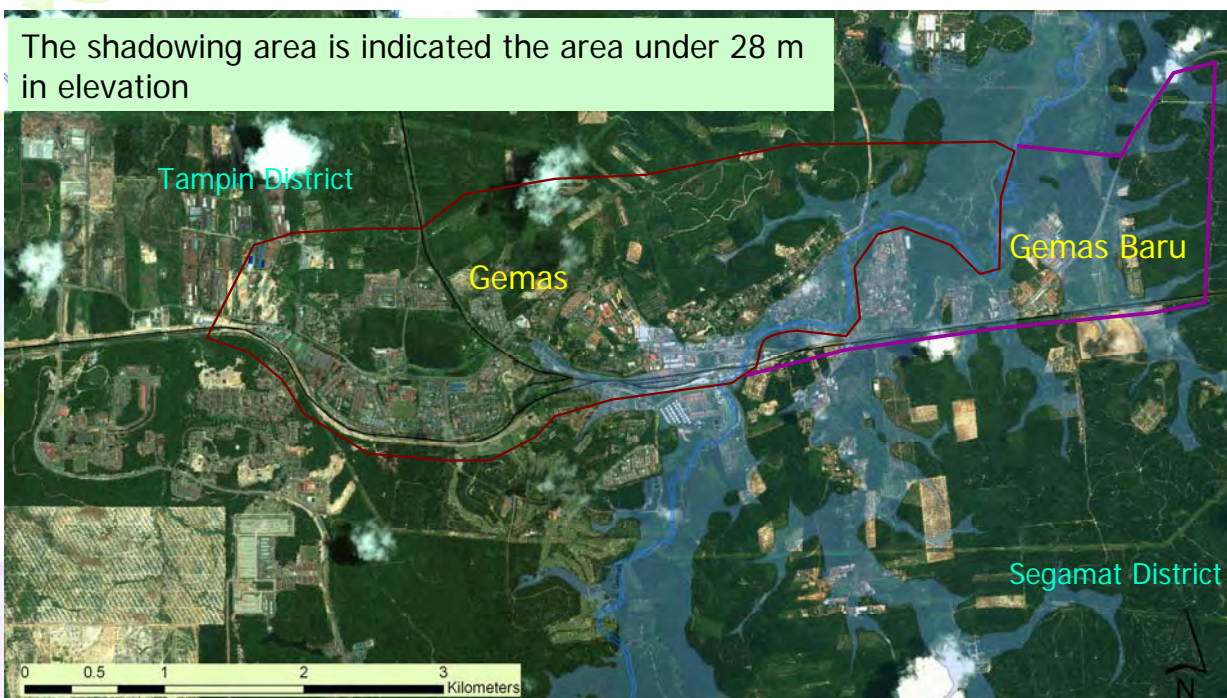 The shadowing area is indicated the area under 28 m
in elevation
Tampin District
Gemas
Gemas Baru
Segamat District
0 0.5 1 2 3
Kilometers
N